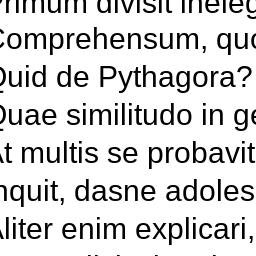 Primum divisit ineleg
Comprehensum, quo
Quid de Pythagora?
Quae similitudo in ge
At multis se probavit
Inquit, dasne adoles
Aliter enim explicari,